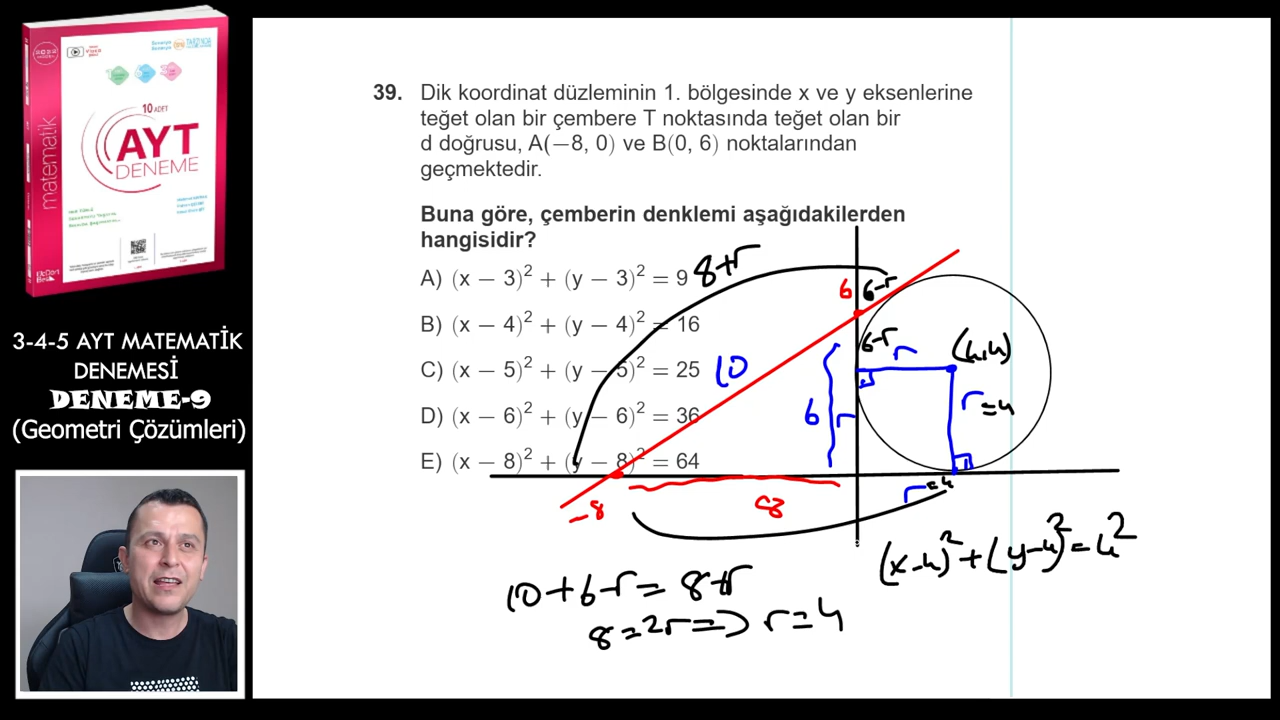 2022
10 ADET
AYT
DENEME
matematik
3-4-5 AYT MATEMATİK
DENEMESİ
DENEME-9
(Geometri Çözümleri)
39. Dik koordinat düzleminin 1. bölgesinde x ve y eksenlerine
teğet olan bir çembere T noktasında teğet olan bir
d doğrusu, A(−8, 0) ve B(0, 6) noktalarından
geçmektedir.
Buna göre, çemberin denklemi aşağıdakilerden
hangisidir?
A) (x − 3)² + (y − 3)² = 9
B) (x − 4)² + (y − 4)² = 16
C) (x − 5)² + (y − 5)² = 25
D) (x − 6)² + (y − 6)² = 36
E) (x − 8)² + (y − 8)² = 64
8+r
6
6-r
6-r
r
(4,4)
10
6
r
r=4
-8
8
r=4
(x-4)²+(y-4)²=4²
10+6-r=8+r
8=2r=>r=4